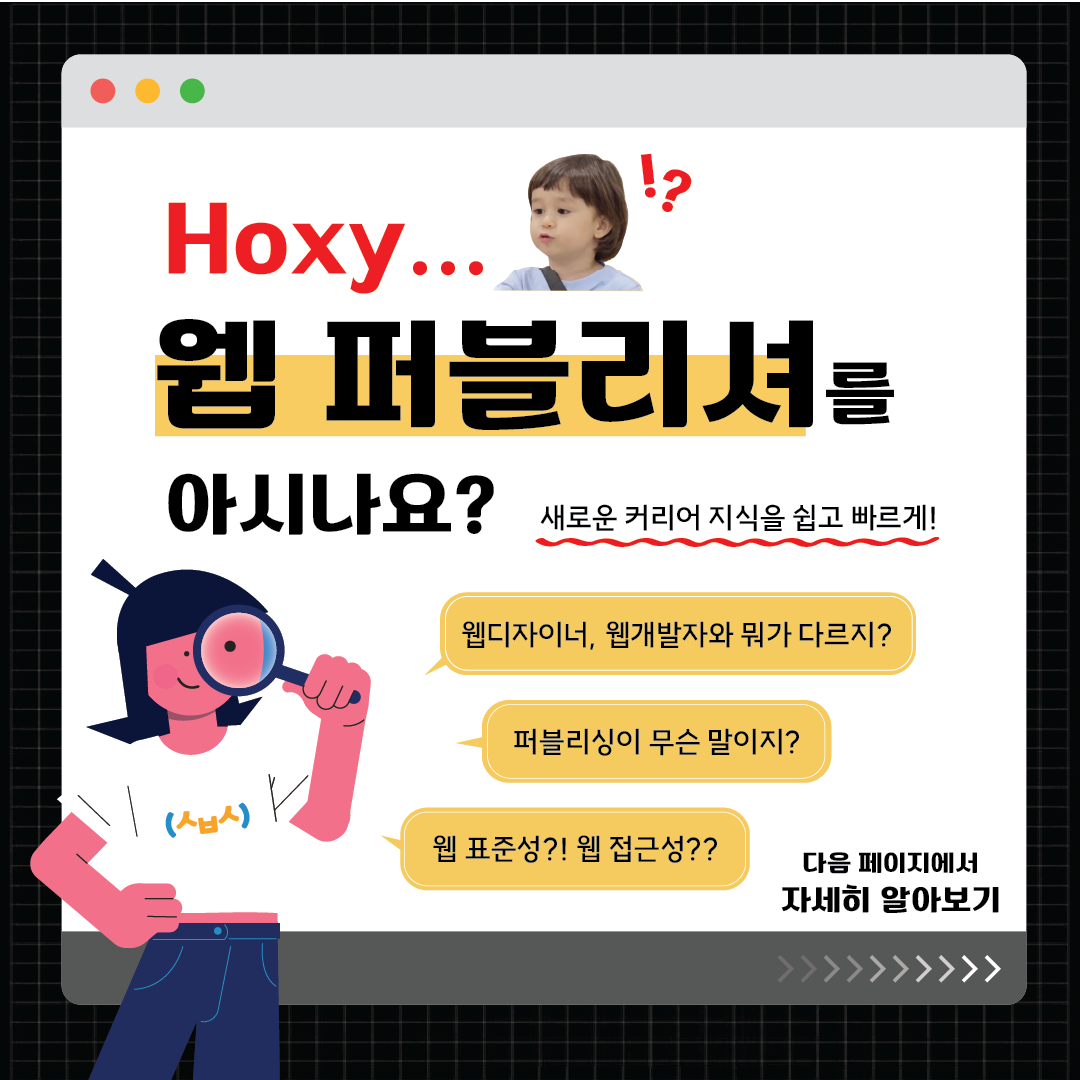 Hoxy...
!?
웹 퍼블리셔를
아시나요?
새로운 커리어 지식을 쉽고 빠르게!
웹디자이너, 웹개발자와 뭐가 다르지?
퍼블리싱이 무슨 말이지?
(ㅅㅂㅅ)
웹 표준성?! 웹 접근성??
다음 페이지에서
자세히 알아보기